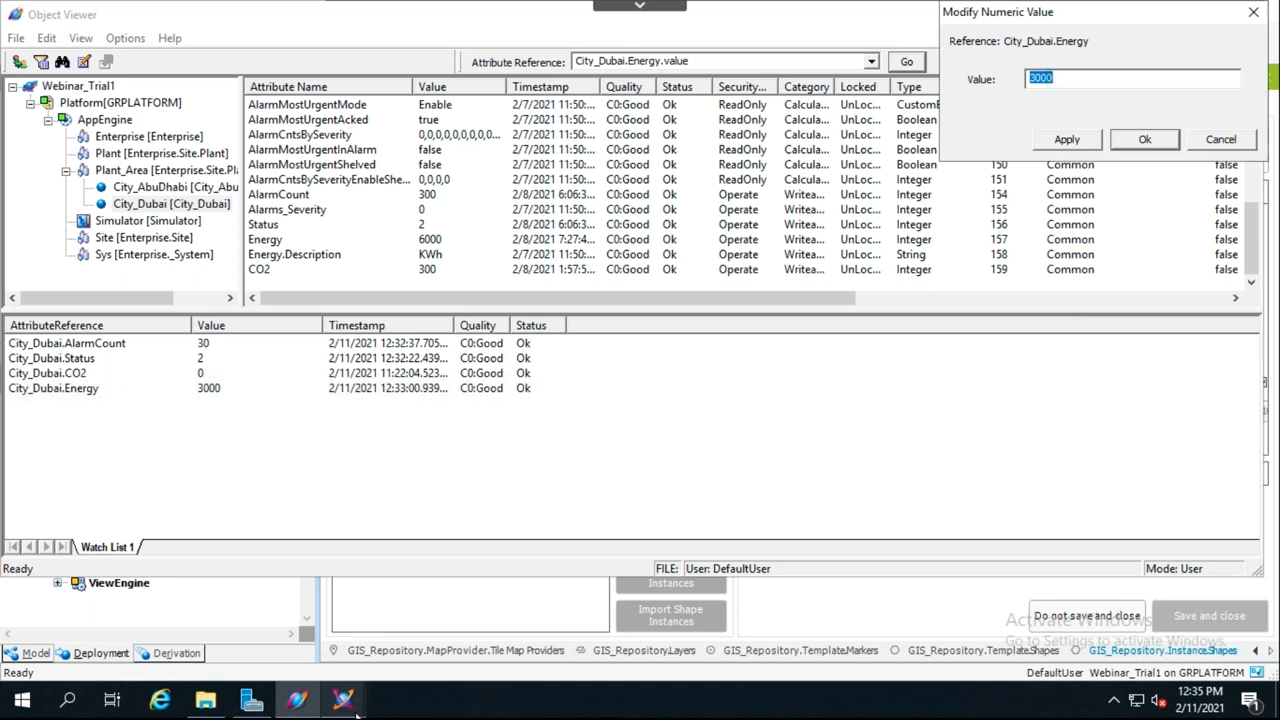 Object Viewer
File Edit View Options Help
Attribute Reference: City_Dubai.Energy.value Go
Webinar_Trial1
Platform[GRPLATFORM]
AppEngine
Enterprise [Enterprise]
Plant [Enterprise.Site.Plant]
Plant_Area [Enterprise.Site.Pl
City_AbuDhabi [City_Abu
City_Dubai [City_Dubai]
Simulator [Simulator]
Site [Enterprise.Site]
Sys [Enterprise._System]
Attribute Name Value Timestamp Quality Status Security... Category Locked Type
AlarmMostUrgentMode Enable 2/7/2021 11:50:... C0:Good Ok ReadOnly Calcula... UnLoc... CustomE
AlarmMostUrgentAcked true 2/7/2021 11:50:... C0:Good Ok ReadOnly Calcula... UnLoc... Boolean
AlarmCntsBySeverity 0,0,0,0,0,0,0,0... 2/7/2021 11:50:... C0:Good Ok ReadOnly Calcula... UnLoc... Integer
AlarmMostUrgentInAlarm false 2/7/2021 11:50:... C0:Good Ok ReadOnly Calcula... UnLoc... Boolean
AlarmMostUrgentShelved false 2/7/2021 11:50:... C0:Good Ok ReadOnly Calcula... UnLoc... Boolean 150 Common false
AlarmCntsBySeverityEnableShe... 0,0,0,0 2/7/2021 11:50:... C0:Good Ok ReadOnly Calcula... UnLoc... Integer 151 Common false
AlarmCount 300 2/8/2021 6:06:3... C0:Good Ok Operate Writea... UnLoc... Integer 154 Common false
Alarms_Severity 0 2/7/2021 11:50:... C0:Good Ok Operate Writea... UnLoc... Integer 155 Common false
Status 2 2/8/2021 6:06:3... C0:Good Ok Operate Writea... UnLoc... Integer 156 Common false
Energy 6000 2/8/2021 7:27:4... C0:Good Ok Operate Writea... UnLoc... Integer 157 Common false
Energy.Description KWh 2/7/2021 11:50:... C0:Good Ok Operate Writea... UnLoc... String 158 Common false
CO2 300 2/8/2021 1:57:5... C0:Good Ok Operate Writea... UnLoc... Integer 159 Common false
Modify Numeric Value
Reference: City_Dubai.Energy
Value: 3000
Apply Ok Cancel
AttributeReference Value Timestamp Quality Status
City_Dubai.AlarmCount 30 2/11/2021 12:32:37.705... C0:Good Ok
City_Dubai.Status 2 2/11/2021 12:32:22.439... C0:Good Ok
City_Dubai.CO2 0 2/11/2021 11:22:04.523... C0:Good Ok
City_Dubai.Energy 3000 2/11/2021 12:33:00.939... C0:Good Ok
Watch List 1
Ready FILE: User: DefaultUser Mode: User
ViewEngine
Instances
Import Shape
Instances
Do not save and close Save and close
Activate Windows
Go to Settings to activate Windows.
Model Deployment Derivation
GIS_Repository.MapProvider.Tile Map Providers GIS_Repository.Layers GIS_Repository.Template.Markers GIS_Repository.Template.Shapes GIS_Repository.Instance.Shapes
Ready DefaultUser Webinar_Trial1 on GRPLATFORM
12:35 PM
2/11/2021
1